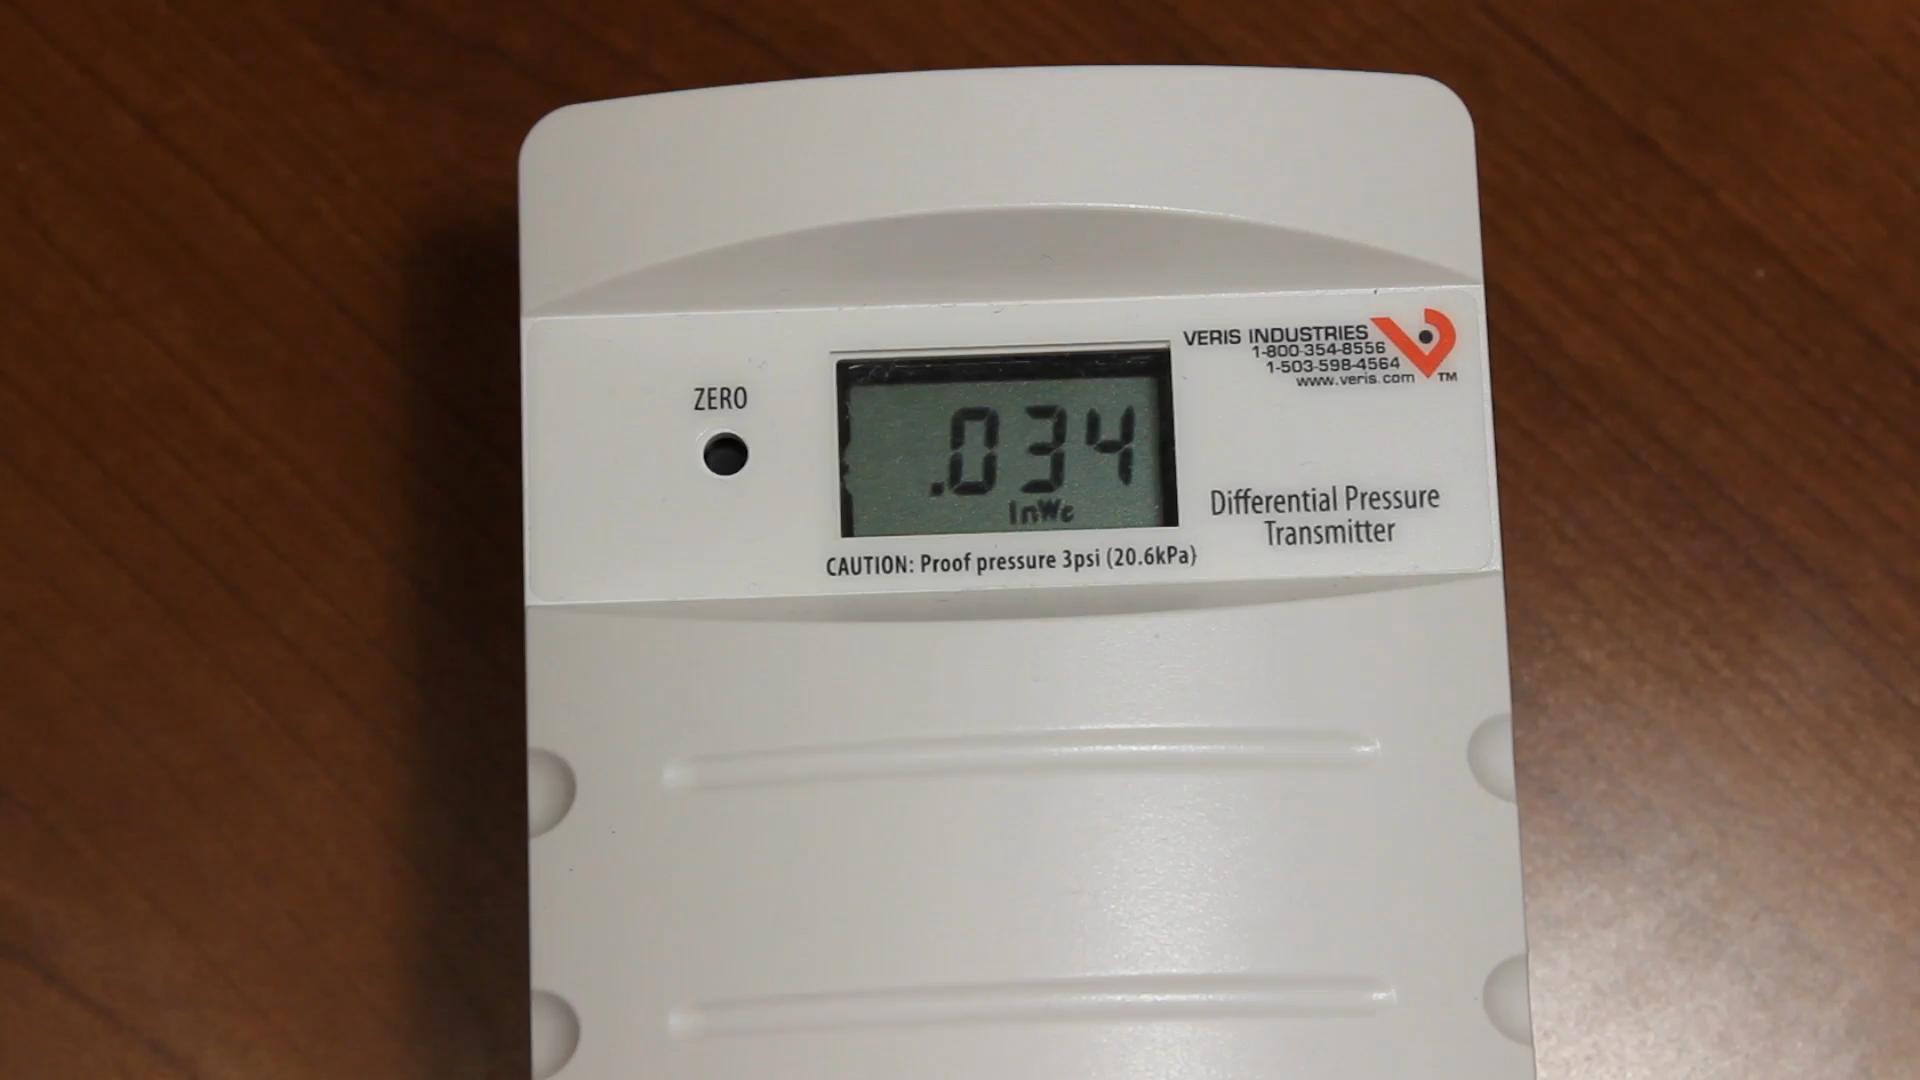 VERIS INDUSTRIES
1-800-354-8556
1-503-598-4564
www.veris.com
TM
ZERO
.034
InWc
Differential Pressure
Transmitter
CAUTION: Proof pressure 3psi (20.6kPa)